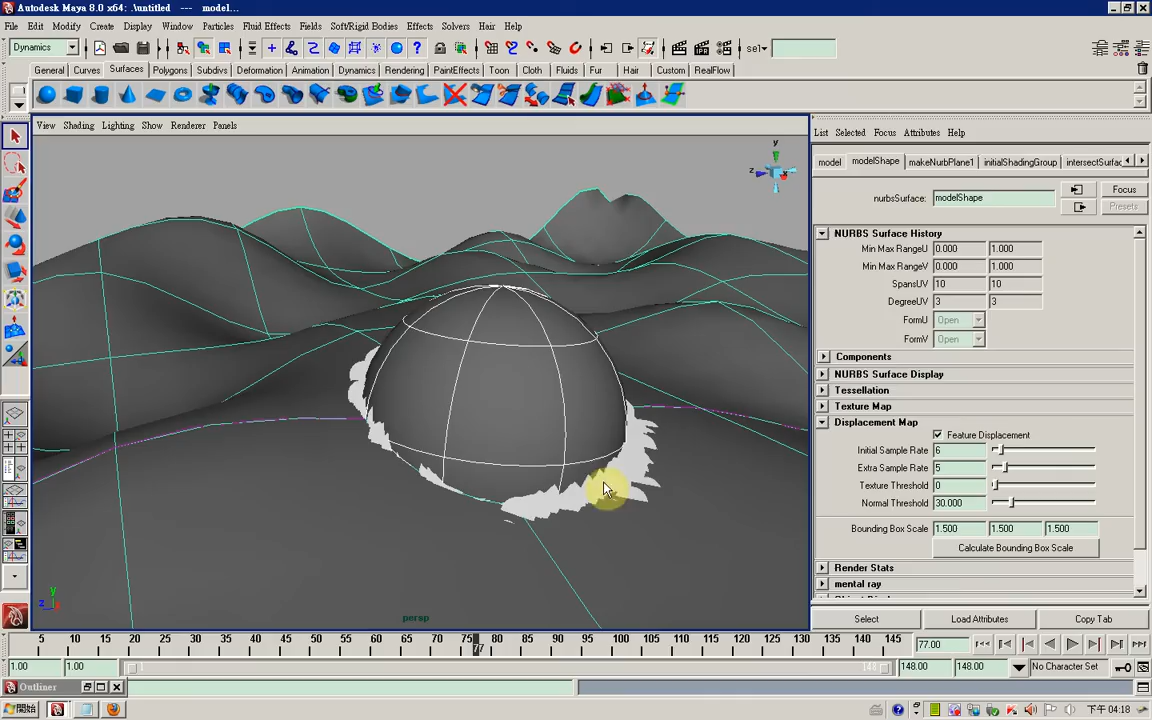 Autodesk Maya 8.0 x64: .\untitled --- model...
File Edit Modify Create Display Window Particles Fluid Effects Fields Soft/Rigid Bodies Effects Solvers Hair Help
Dynamics
sel
General Curves Surfaces Polygons Subdivs Deformation Animation Dynamics Rendering PaintEffects Toon Cloth Fluids Fur Hair Custom RealFlow
View Shading Lighting Show Renderer Panels
List Selected Focus Attributes Help
model modelShape makeNurbPlane1 initialShadingGroup intersectSurfac
nurbsSurface: modelShape
Focus
Presets
NURBS Surface History
Min Max RangeU 0.000 1.000
Min Max RangeV 0.000 1.000
SpansUV 10 10
DegreeUV 3 3
FormU Open
FormV Open
Components
NURBS Surface Display
Tessellation
Texture Map
Displacement Map
Feature Displacement
Initial Sample Rate 6
Extra Sample Rate 5
Texture Threshold 0
Normal Threshold 30.000
Bounding Box Scale 1.500 1.500 1.500
Calculate Bounding Box Scale
Render Stats
mental ray
y
z
x
y
z
x
persp
Select Load Attributes Copy Tab
5 10 15 20 25 30 35 40 45 50 55 60 65 70 75 80 85 90 95 100 105 110 115 120 125 130 135 140 145
77
77.00
1.00 1.00 1 148 148.00 148.00 No Character Set
Outliner
開始
下午 04:18